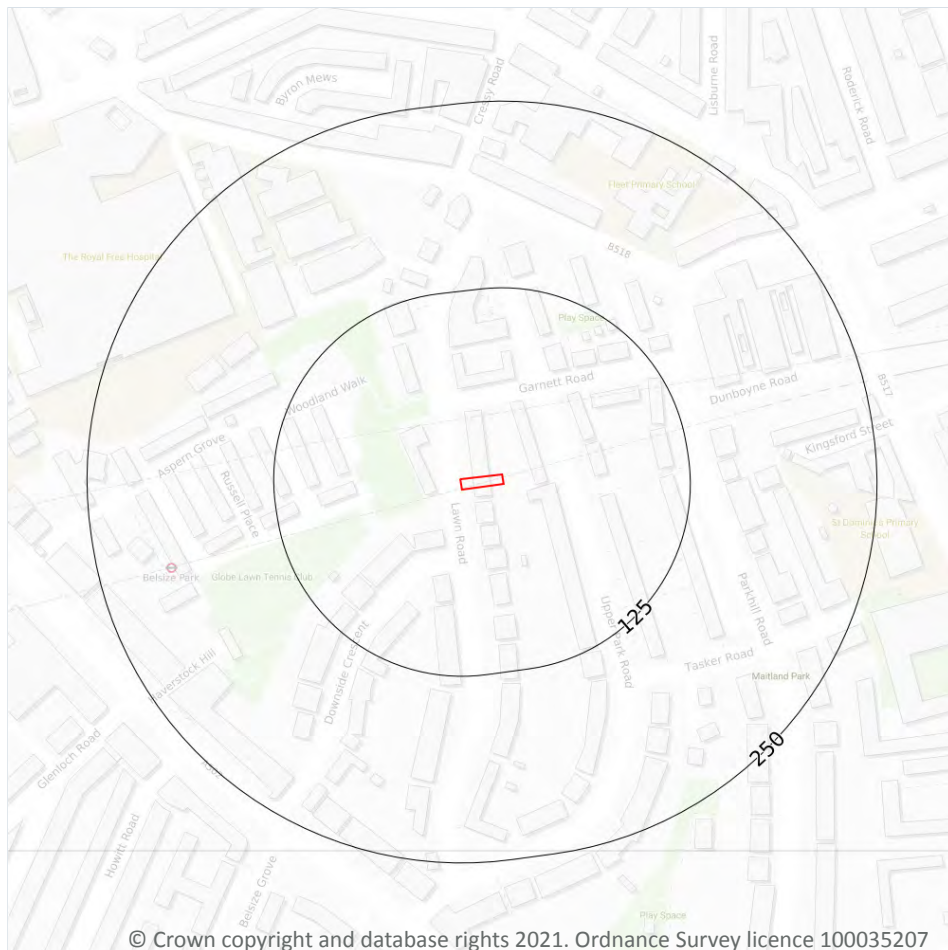 Byron Mews
Cressy Road
Lisburne Road
Roderick Road
Fleet Primary School
The Royal Free Hospital
B518
Play Space
Garnett Road
Dunboyne Road
B517
Woodland Walk
Kingsford Street
Aspern Grove
Russell Place
Lawn Road
St Dominic's Primary
School
Belsize Park
Globe Lawn Tennis Club
125
Parkhill Road
Upper Park Road
Tasker Road
Downside Crescent
Haverstock Hill
Maitland Park
Glenloch Road
250
A502
Howitt Road
Belsize Grove
Play Space
© Crown copyright and database rights 2021. Ordnance Survey licence 100035207